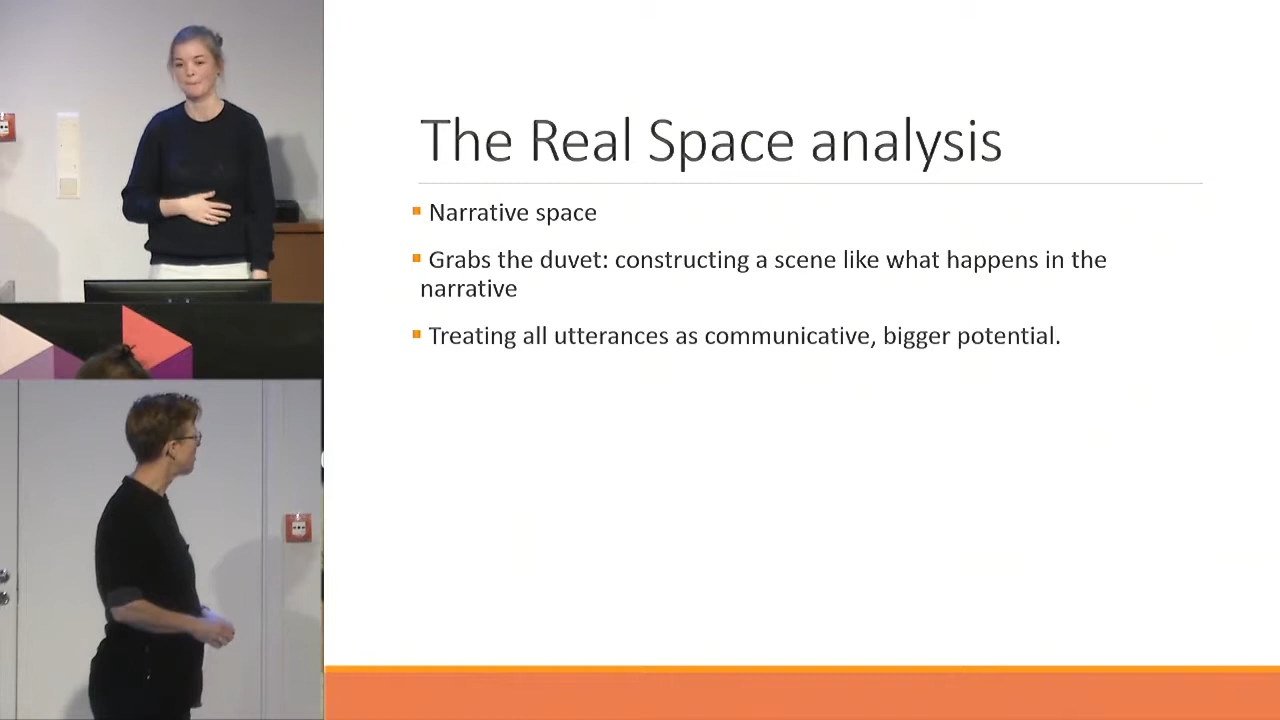 The Real Space analysis
Narrative space
Grabs the duvet: constructing a scene like what happens in the
narrative
Treating all utterances as communicative, bigger potential.